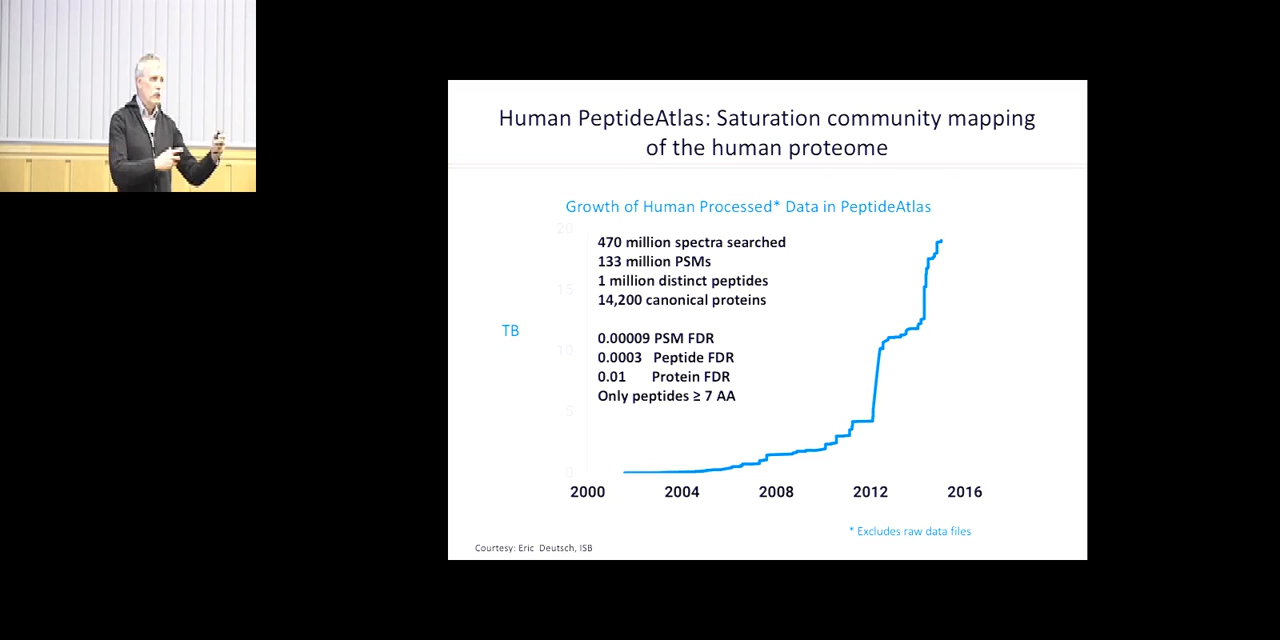 Human PeptideAtlas: Saturation community mapping
of the human proteome
Growth of Human Processed* Data in PeptideAtlas
20
470 million spectra searched
133 million PSMs
1 million distinct peptides
15
14,200 canonical proteins
TB
0.00009 PSM FDR
10
0.0003 Peptide FDR
0.01 Protein FDR
Only peptides ≥ 7 AA
5
0
2000 2004 2008 2012 2016
* Excludes raw data files
Courtesy: Eric Deutsch, ISB